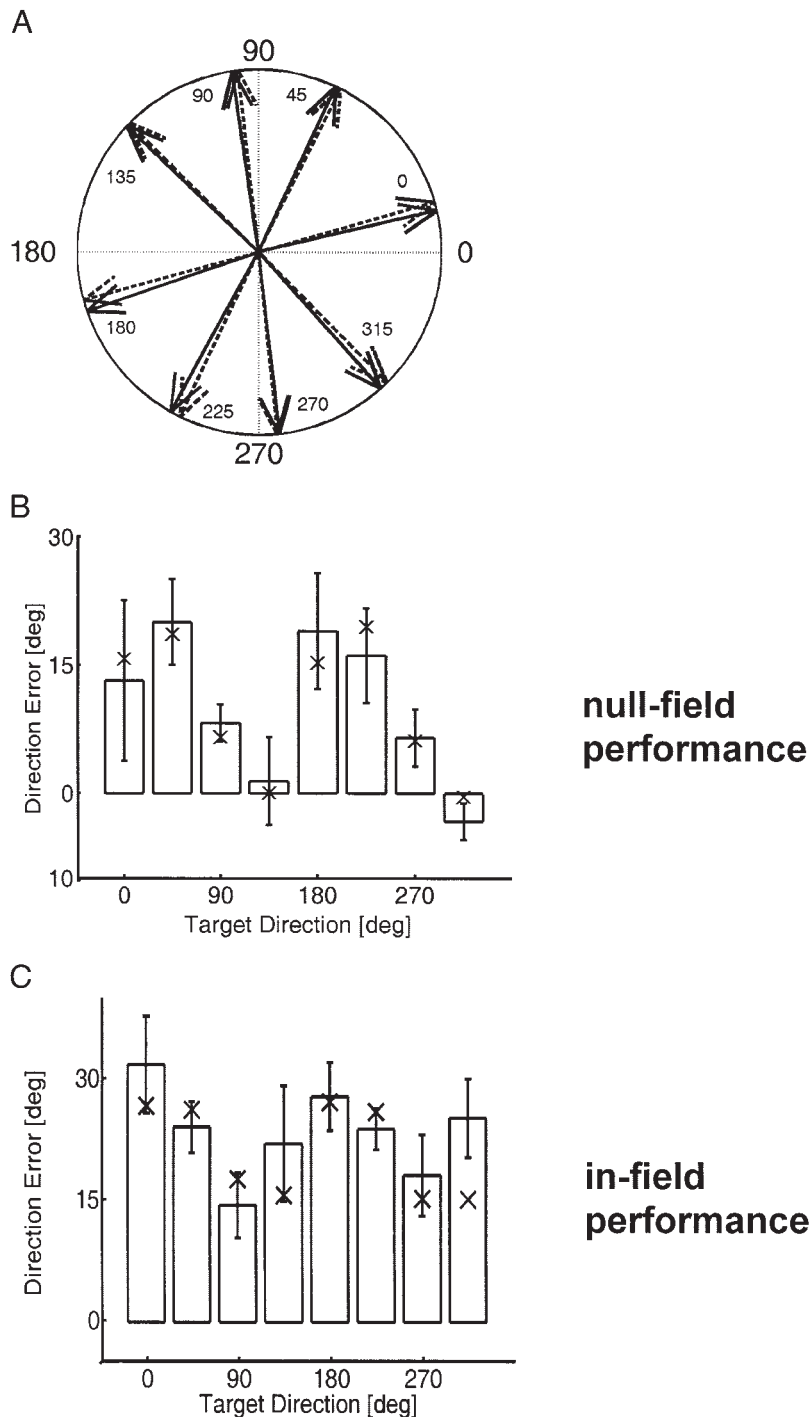 A
90
90
45
135
0
180
0
180
315
225
270
270
B
30
15
0
10
Direction Error [deg]
0
90
180
270
Target Direction [deg]
null-field
performance
C
30
15
0
Direction Error [deg]
0
90
180
270
Target Direction [deg]
in-field
performance